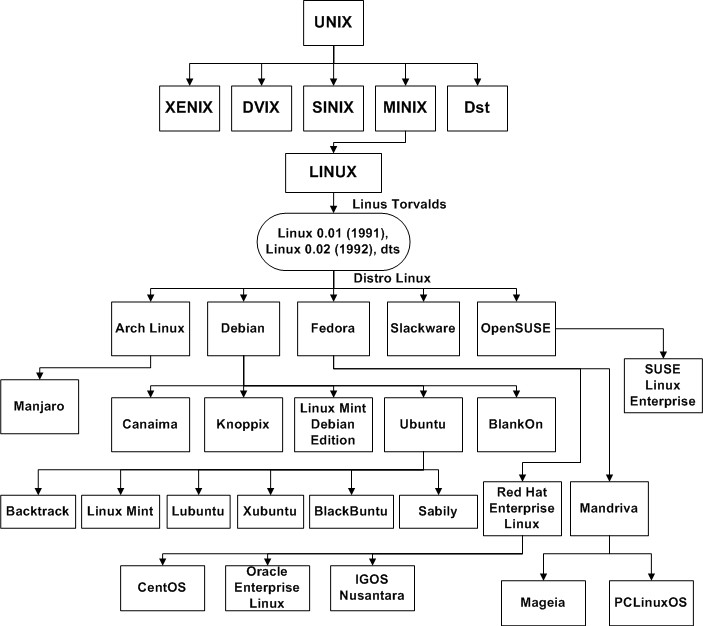 UNIX
XENIX
DVIX
SINIX
MINIX
Dst
LINUX
Linus Torvalds
Linux 0.01 (1991),
Linux 0.02 (1992), dts
Distro Linux
Arch Linux
Debian
Fedora
Slackware
OpenSUSE
SUSE
Linux
Enterprise
Manjaro
Canaima
Knoppix
Linux Mint
Debian
Edition
Ubuntu
BlankOn
Backtrack
Linux Mint
Lubuntu
Xubuntu
BlackBuntu
Sabily
Red Hat
Enterprise
Linux
Mandriva
CentOS
Oracle
Enterprise
Linux
IGOS
Nusantara
Mageia
PCLinuxOS